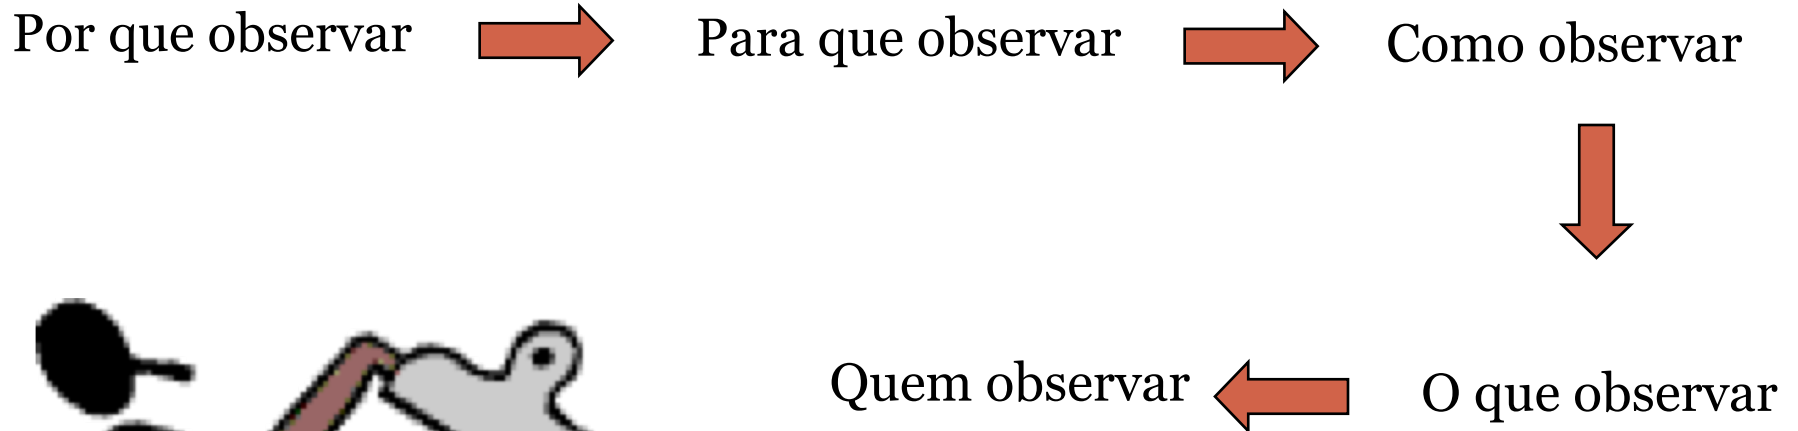 Por que observar
Para que observar
Como observar
O que observar
Quem observar